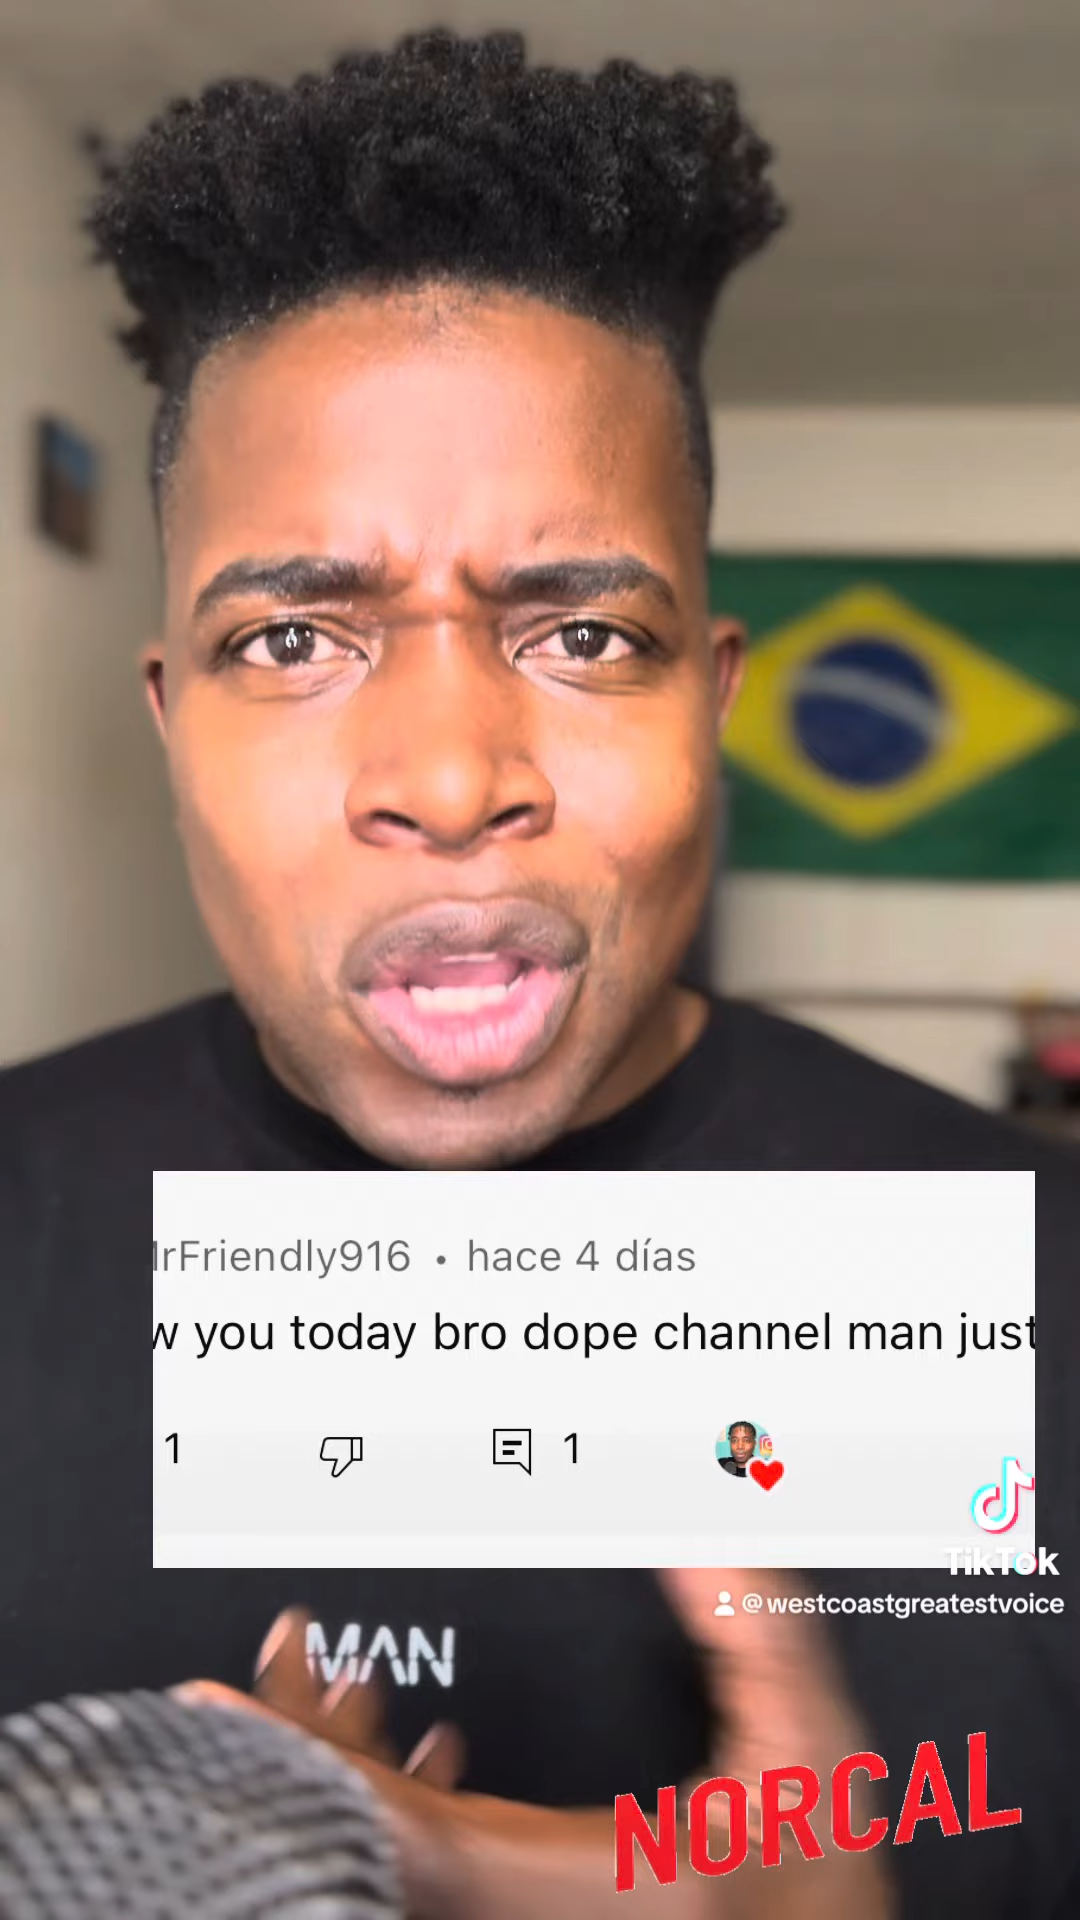 rFriendly916 • hace 4 días
w you today bro dope channel man just
1
1
TikTok
@westcoastgreatestvoice
MAN
NORCAL